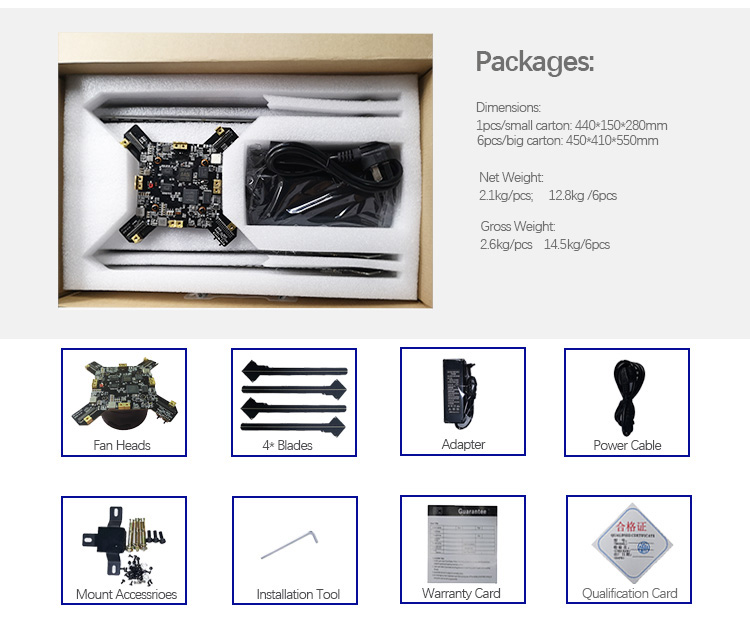 Packages:
Dimensions:
1pcs/small carton: 440*150*280mm
6pcs/big carton: 450*410*550mm
Net Weight:
2.1kg/pcs; 12.8kg /6pcs
Gross Weight:
2.6kg/pcs 14.5kg/6pcs
Fan Heads
4* Blades
Adapter
Power Cable
Guarantee
合格证
Mount Accessrioes
Installation Tool
Warranty Card
Qualification Card